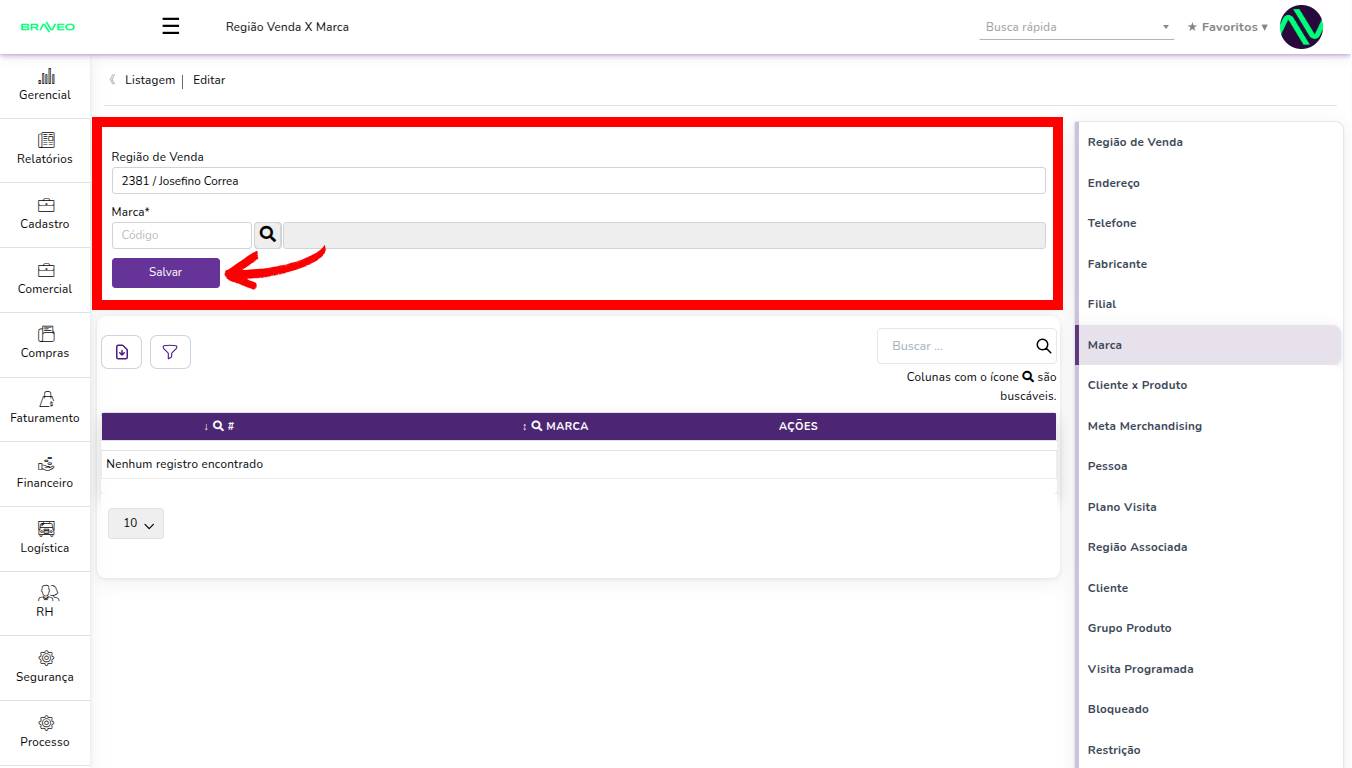 BRAVEO
☰
Região Venda X Marca
Busca rápida
★ Favoritos ▾
Gerencial
Relatórios
Cadastro
Comercial
Compras
Faturamento
Financeiro
Logística
RH
Segurança
Processo
《 Listagem | Editar
Região de Venda
2381 / Josefino Correa
Marca*
Código
Salvar
Buscar ...
Colunas com o ícone são
buscáveis.
↓ # ↕ MARCA AÇÕES
Nenhum registro encontrado
10
Região de Venda
Endereço
Telefone
Fabricante
Filial
Marca
Cliente x Produto
Meta Merchandising
Pessoa
Plano Visita
Região Associada
Cliente
Grupo Produto
Visita Programada
Bloqueado
Restrição